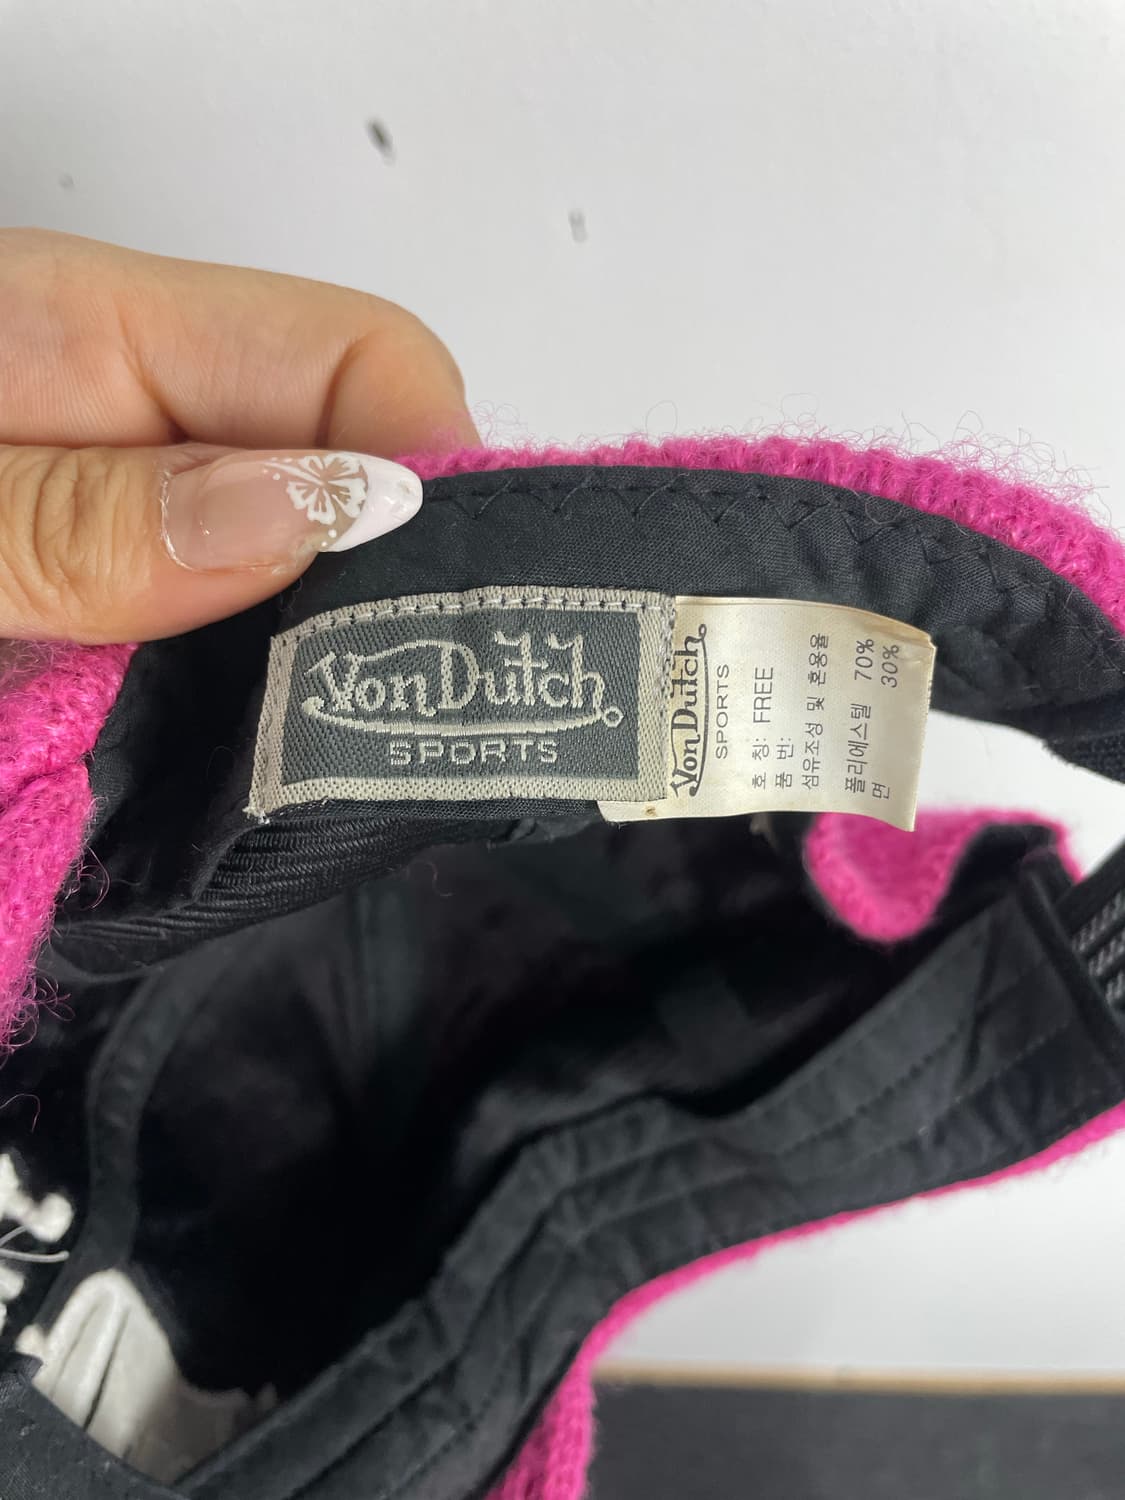 Von Dutch
SPORTS
Von Dutch
SPORTS
호 칭: FREE
품 번:
섬유조성 및 혼용율
폴리에스텔 70%
면 30%